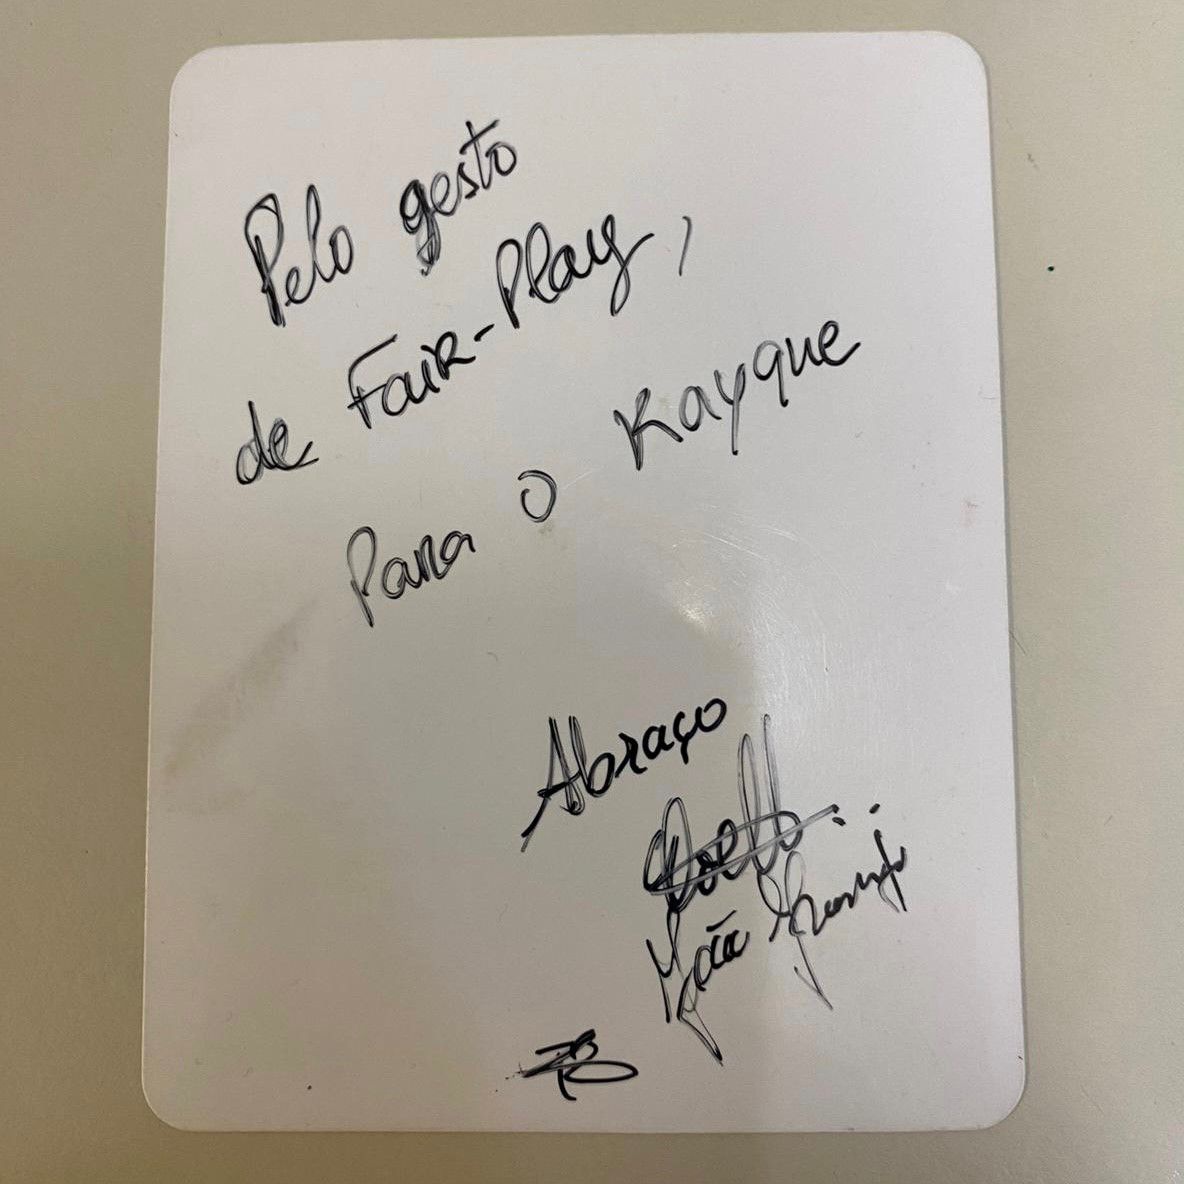 Pelo gesto
de Fair-Play,
Para o Kayque
Abraço